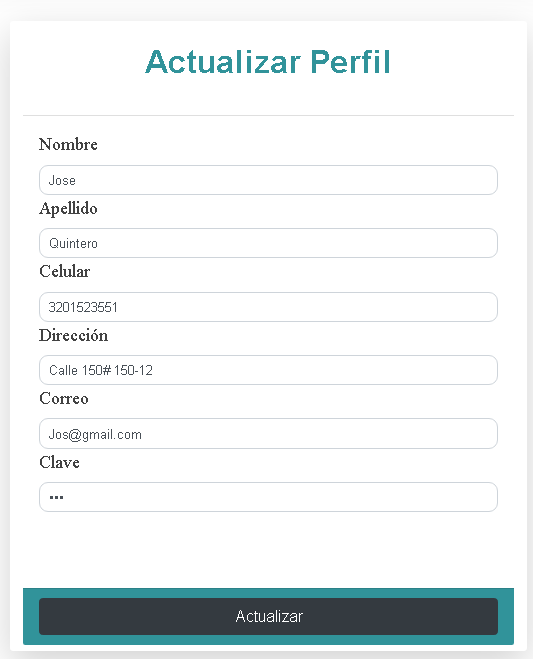 Actualizar Perfil
Nombre
Jose
Apellido
Quintero
Celular
3201523551
Dirección
Calle 150# 150-12
Correo
Jos@gmail.com
Clave
•••
Actualizar